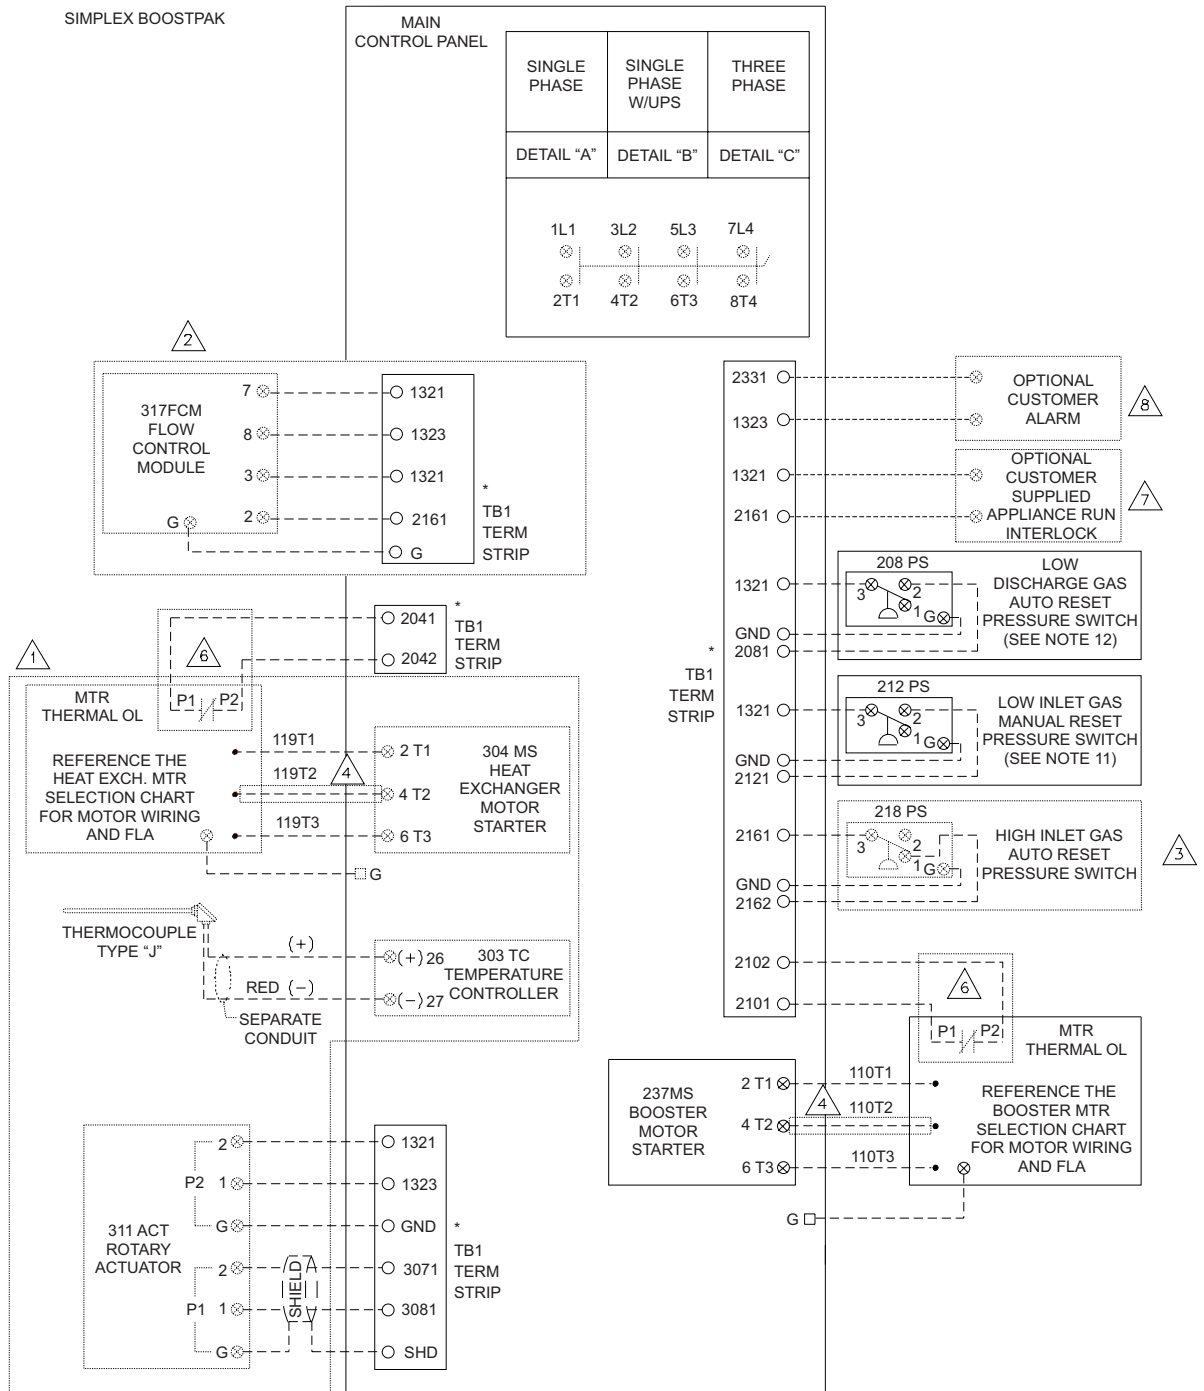 SIMPLEX BOOSTPAK
MAIN
CONTROL PANEL
SINGLE
PHASE
SINGLE
PHASE
W/UPS
THREE
PHASE
DETAIL “A”
DETAIL “B”
DETAIL “C”
1L1 3L2 5L3 7L4
2T1 4T2 6T3 8T4
2
317FCM
FLOW
CONTROL
MODULE
7
8
3
2
G
1321
1323
1321
2161
G
*
TB1
TERM
STRIP
2041
2042
*
TB1
TERM
STRIP
1
6
P1 P2
MTR
THERMAL OL
REFERENCE THE
HEAT EXCH. MTR
SELECTION CHART
FOR MOTOR WIRING
AND FLA
119T1
119T2
119T3
4
2 T1
4 T2
6 T3
304 MS
HEAT
EXCHANGER
MOTOR
STARTER
G
THERMOCOUPLE
TYPE “J”
(+)
RED (−)
SEPARATE
CONDUIT
(+) 26
(−) 27
303 TC
TEMPERATURE
CONTROLLER
311 ACT
ROTARY
ACTUATOR
P2
2
1
G
P1
2
1
G
SHIELD
1321
1323
GND
3071
3081
SHD
*
TB1
TERM
STRIP
2331
1323
1321
2161
1321
GND
2081
1321
GND
2121
2161
GND
2162
2102
2101
*
TB1
TERM
STRIP
OPTIONAL
CUSTOMER
ALARM
8
OPTIONAL
CUSTOMER
SUPPLIED
APPLIANCE RUN
INTERLOCK
7
208 PS
3
2
1
G
LOW
DISCHARGE GAS
AUTO RESET
PRESSURE SWITCH
(SEE NOTE 12)
212 PS
3
2
1
G
LOW INLET GAS
MANUAL RESET
PRESSURE SWITCH
(SEE NOTE 11)
218 PS
3
2
1
G
HIGH INLET GAS
AUTO RESET
PRESSURE SWITCH
3
6
P1 P2
MTR
THERMAL OL
237MS
BOOSTER
MOTOR
STARTER
2 T1
4 T2
6 T3
4
110T1
110T2
110T3
REFERENCE THE
BOOSTER MTR
SELECTION CHART
FOR MOTOR WIRING
AND FLA
G